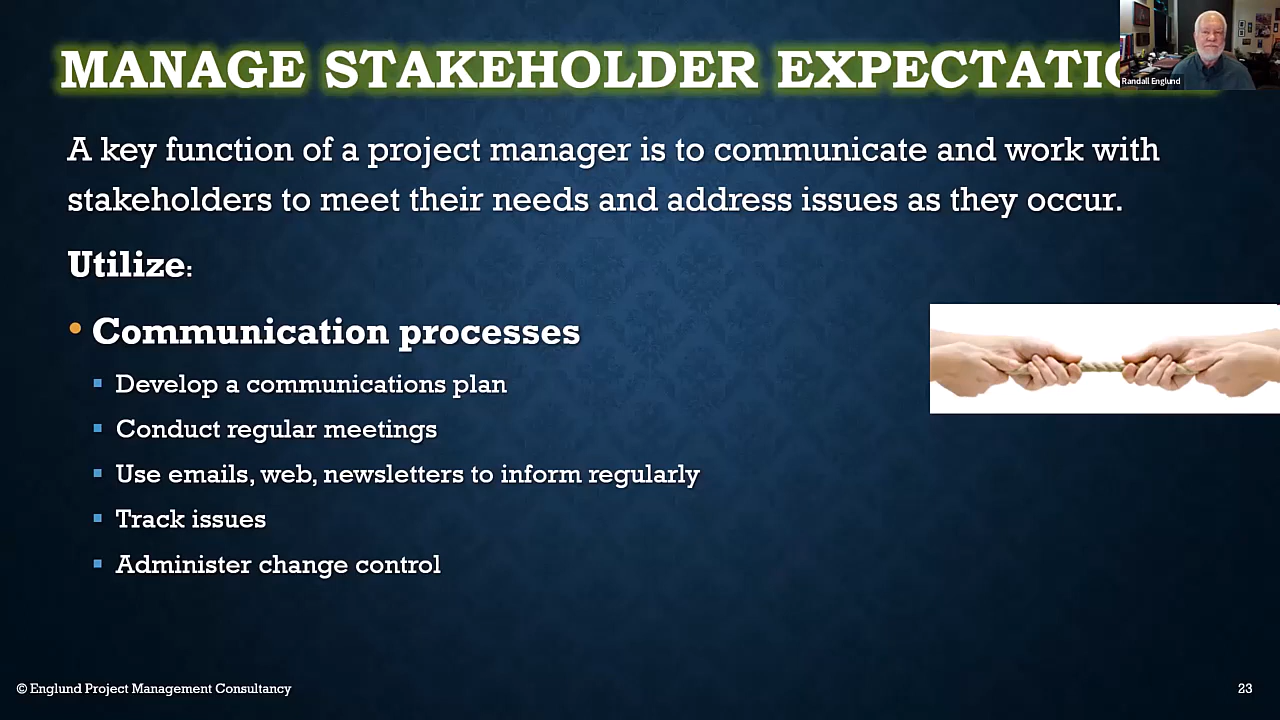 MANAGE STAKEHOLDER
Randall Englund
A key function of a project manager is to communicate and work with
stakeholders to meet their needs and address issues as they occur.
Utilize:
• Communication processes
▪ Develop a communications plan
▪ Conduct regular meetings
▪ Use emails, web, newsletters to inform regularly
▪ Track issues
▪ Administer change control
© Englund Project Management Consultancy
23